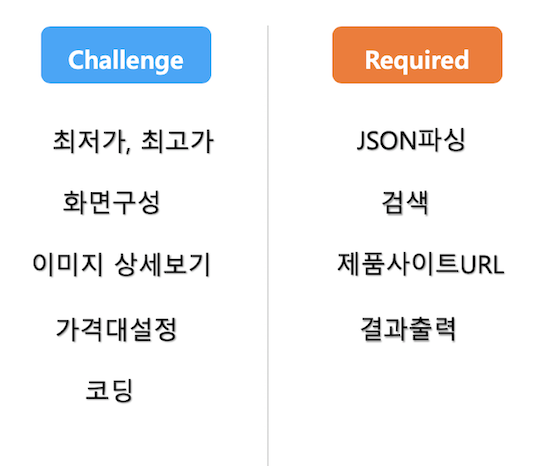 Challenge
최저가, 최고가
화면구성
이미지 상세보기
가격대설정
코딩
Required
JSON파싱
검색
제품사이트URL
결과출력